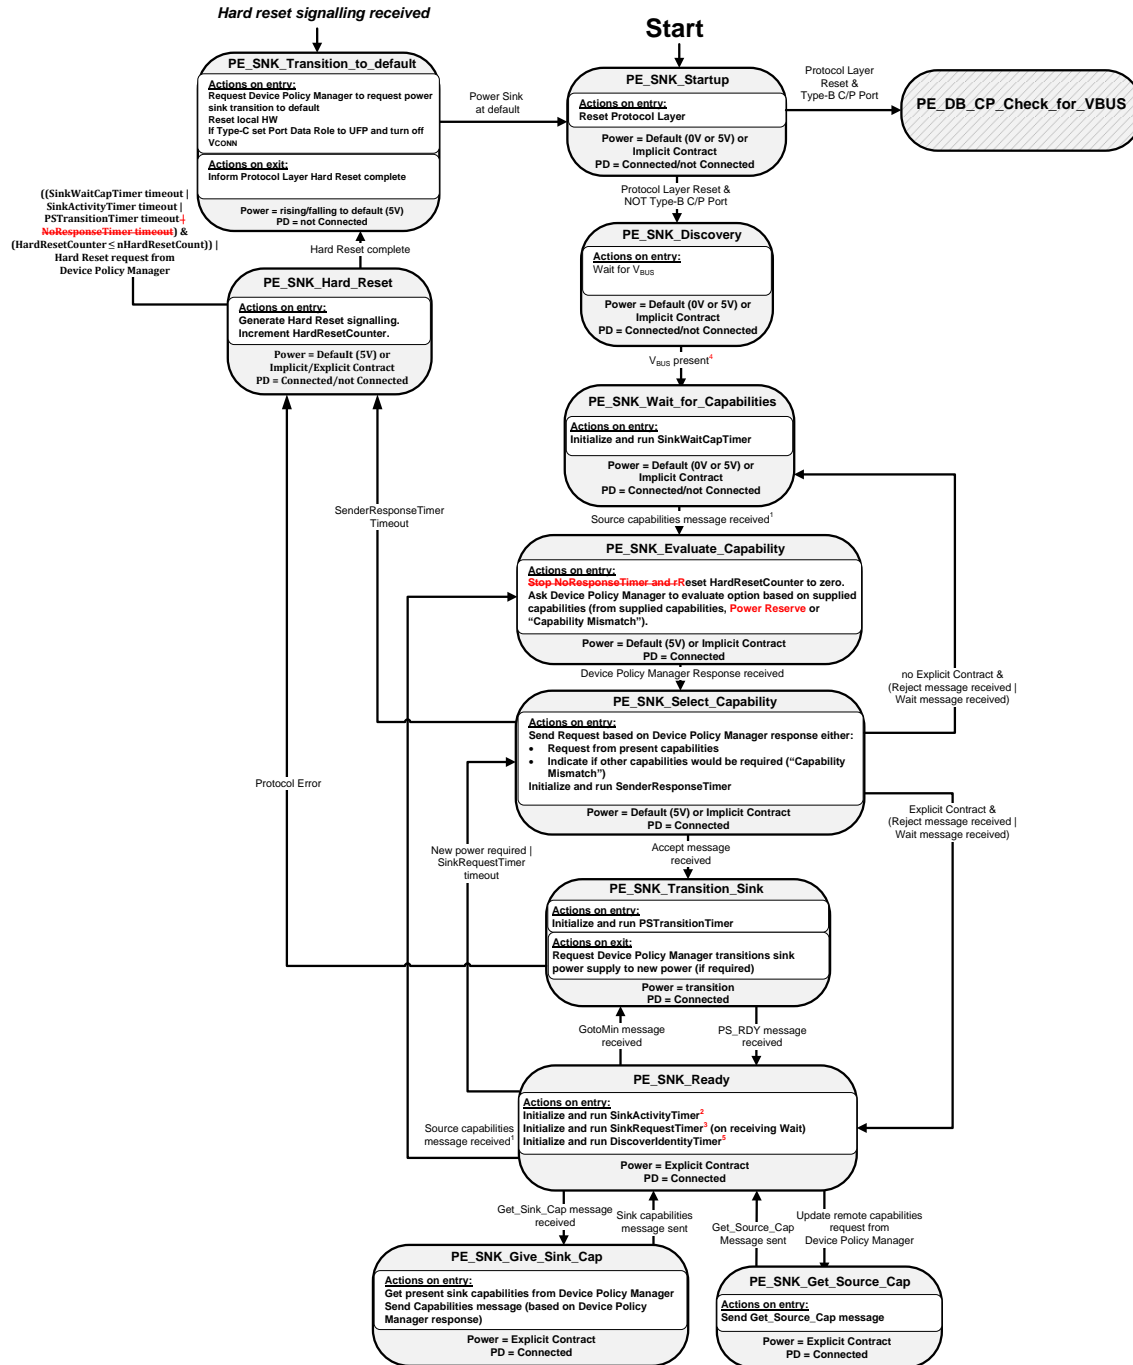 Hard reset signalling received
Start
PE_SNK_Transition_to_default
Actions on entry:
Request Device Policy Manager to request power
sink transition to default
Reset local HW
If Type-C set Port Data Role to UFP and turn off
VCONN
Actions on exit:
Inform Protocol Layer Hard Reset complete
Power = rising/falling to default (5V)
PD = not Connected
Power Sink
at default
PE_SNK_Startup
Actions on entry:
Reset Protocol Layer
Power = Default (0V or 5V) or
Implicit Contract
PD = Connected/not Connected
Protocol Layer
Reset &
Type-B C/P Port
PE_DB_CP_Check_for_VBUS
((SinkWaitCapTimer timeout |
SinkActivityTimer timeout |
PSTransitionTimer timeout |
NoResponseTimer timeout) &
(HardResetCounter ≤ nHardResetCount)) |
Hard Reset request from
Device Policy Manager
Hard Reset complete
PE_SNK_Hard_Reset
Actions on entry:
Generate Hard Reset signalling.
Increment HardResetCounter.
Power = Default (5V) or
Implicit/Explicit Contract
PD = Connected/not Connected
Protocol Layer Reset &
NOT Type-B C/P Port
PE_SNK_Discovery
Actions on entry:
Wait for VBUS
Power = Default (0V or 5V) or
Implicit Contract
PD = Connected/not Connected
VBUS present4
PE_SNK_Wait_for_Capabilities
Actions on entry:
Initialize and run SinkWaitCapTimer
Power = Default (0V or 5V) or
Implicit Contract
PD = Connected/not Connected
SenderResponseTimer
Timeout
Source capabilities message received1
PE_SNK_Evaluate_Capability
Actions on entry:
Stop NoResponseTimer and rReset HardResetCounter to zero.
Ask Device Policy Manager to evaluate option based on supplied
capabilities (from supplied capabilities, Power Reserve or
“Capability Mismatch”).
Power = Default (5V) or Implicit Contract
PD = Connected
Device Policy Manager Response received
no Explicit Contract &
(Reject message received |
Wait message received)
PE_SNK_Select_Capability
Actions on entry:
Send Request based on Device Policy Manager response either:
• Request from present capabilities
• Indicate if other capabilities would be required (“Capability
Mismatch”)
Initialize and run SenderResponseTimer
Power = Default (5V) or Implicit Contract
PD = Connected
Protocol Error
Explicit Contract &
(Reject message received |
Wait message received)
New power required |
SinkRequestTimer
timeout
Accept message
received
PE_SNK_Transition_Sink
Actions on entry:
Initialize and run PSTransitionTimer
Actions on exit:
Request Device Policy Manager transitions sink
power supply to new power (if required)
Power = transition
PD = Connected
GotoMin message
received
PS_RDY message
received
PE_SNK_Ready
Actions on entry:
Initialize and run SinkActivityTimer2
Initialize and run SinkRequestTimer3 (on receiving Wait)
Initialize and run DiscoverIdentityTimer5
Power = Explicit Contract
PD = Connected
Source capabilities
message received1
Get_Sink_Cap message
received
Sink capabilities
message sent
Get_Source_Cap
Message sent
Update remote capabilities
request from
Device Policy Manager
PE_SNK_Give_Sink_Cap
Actions on entry:
Get present sink capabilities from Device Policy Manager
Send Capabilities message (based on Device Policy
Manager response)
Power = Explicit Contract
PD = Connected
PE_SNK_Get_Source_Cap
Actions on entry:
Send Get_Source_Cap message
Power = Explicit Contract
PD = Connected